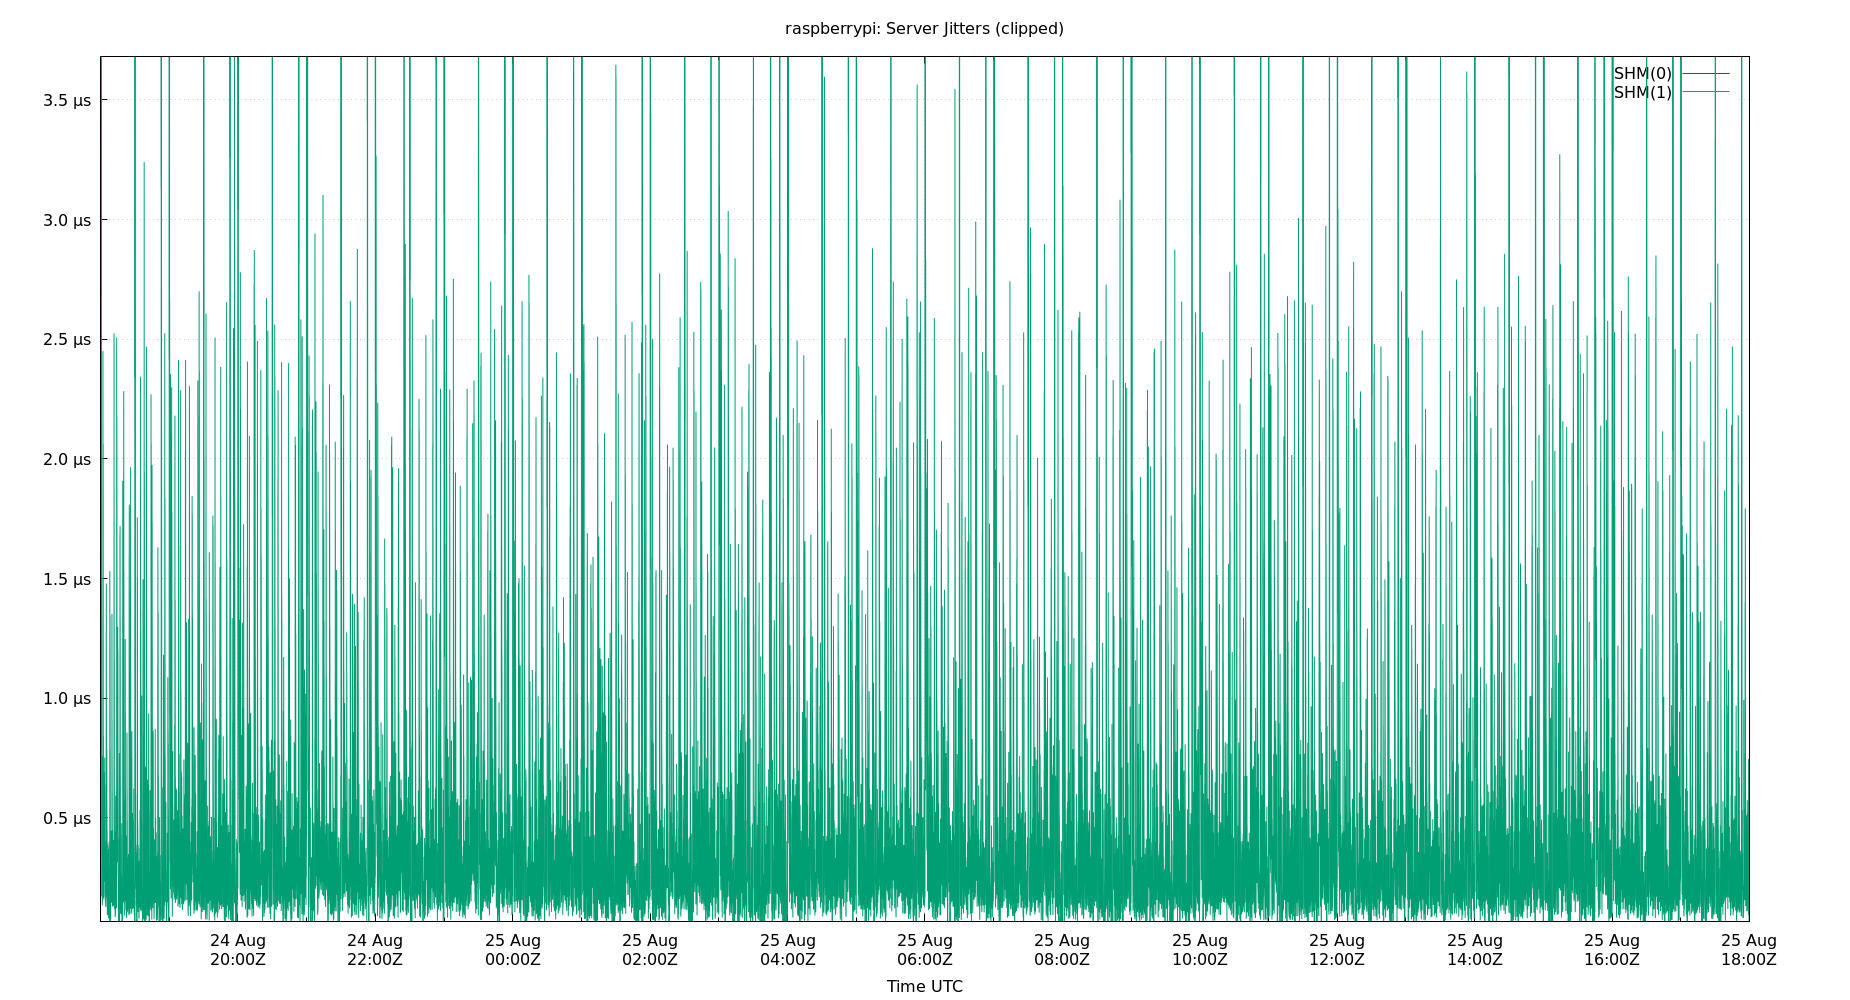 raspberrypi: Server Jitters (clipped)
SHM(0)
SHM(1)
3.5 µs
3.0 µs
2.5 µs
2.0 µs
1.5 µs
1.0 µs
0.5 µs
24 Aug 24 Aug 25 Aug 25 Aug 25 Aug 25 Aug 25 Aug 25 Aug 25 Aug 25 Aug 25 Aug 25 Aug
20:00Z 22:00Z 00:00Z 02:00Z 04:00Z 06:00Z 08:00Z 10:00Z 12:00Z 14:00Z 16:00Z 18:00Z
Time UTC